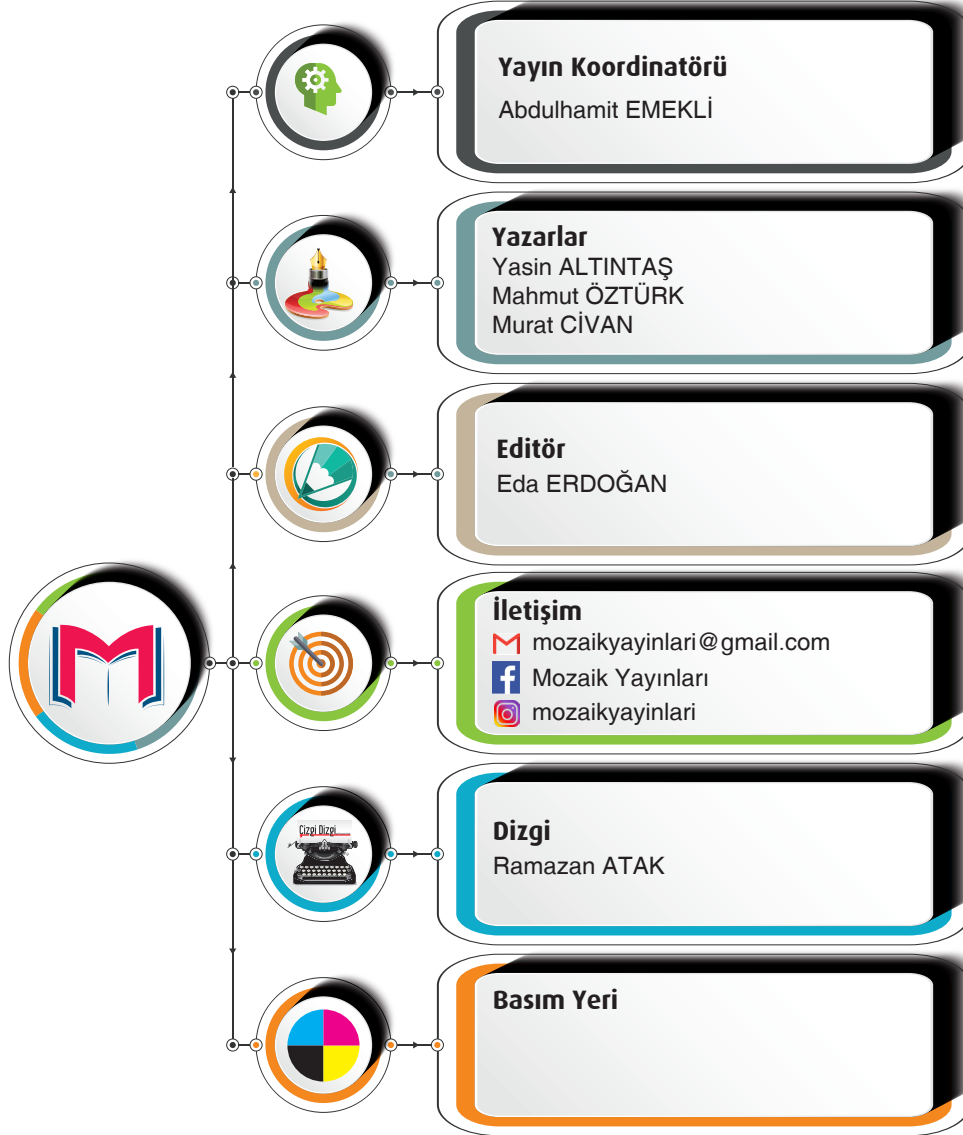 Yayın Koordinatörü
Abdulhamit EMEKLİ
Yazarlar
Yasin ALTINTAŞ
Mahmut ÖZTÜRK
Murat CİVAN
Editör
Eda ERDOĞAN
İletişim
mozaikyayinlari@gmail.com
Mozaik Yayınları
mozaikyayinlari
Çizgi Dizgi
Dizgi
Ramazan ATAK
Basım Yeri